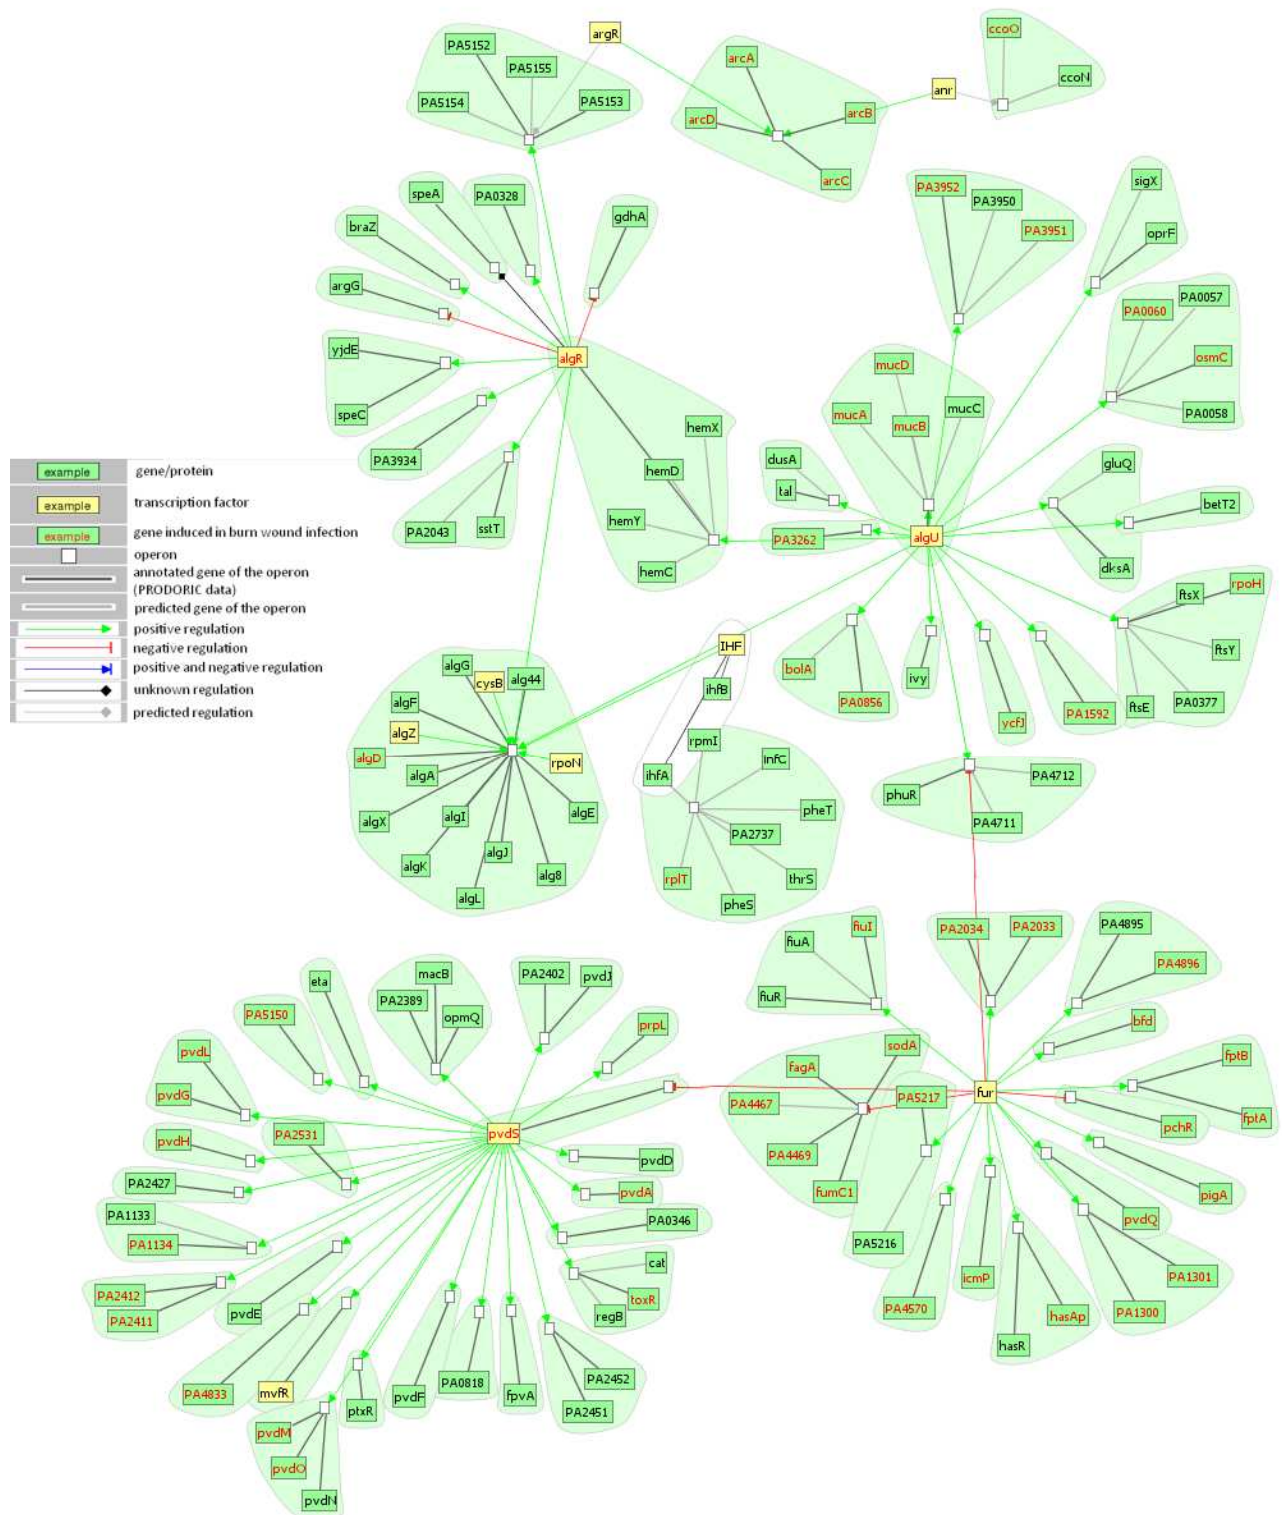 argR
PA5152
PA5155
PA5154
PA5153
arcA
arcD
arcB
arcC
anr
ccoO
ccoN
speA
PA0328
gdhA
braZ
argG
yjdE
speC
algR
PA3934
PA2043
sstT
hemX
hemD
hemY
hemC
PA3952
PA3950
PA3951
sigX
oprF
PA0057
PA0060
osmC
PA0058
mucD
mucA
mucB
mucC
dusA
tal
PA3262
algU
gluQ
betT2
dksA
ftsX
rpoH
ftsY
ftsE
PA0377
bolA
PA0856
ivy
ycfJ
PA1592
example
gene/protein
example
transcription factor
example
gene induced in burn wound infection
operon
annotated gene of the operon
(PRODORIC data)
predicted gene of the operon
positive regulation
negative regulation
positive and negative regulation
unknown regulation
predicted regulation
IHF
ihfB
ihfA
rpmI
infC
pheT
PA2737
thrS
rplT
pheS
algG
cysB
alg44
algF
algZ
algD
rpoN
algA
algX
algI
algE
algK
algJ
algL
alg8
phuR
PA4712
PA4711
fiuI
fiuA
fiuR
PA2034
PA2033
PA4895
PA4896
bfd
fptB
fptA
fur
pchR
pigA
pvdQ
PA1301
PA1300
hasAp
hasR
icmP
PA4570
sodA
fagA
PA4467
PA5217
PA4469
fumC1
PA5216
PA2402
pvdJ
macB
PA2389
opmQ
eta
PA5150
prpL
pvdL
pvdG
pvdH
PA2531
pvdS
pvdD
pvdA
PA2427
PA1133
PA1134
PA0346
cat
toxR
regB
PA2412
PA2411
pvdE
PA4833
mvfR
ptxR
pvdF
PA0818
fpvA
PA2452
PA2451
pvdM
pvdO
pvdN